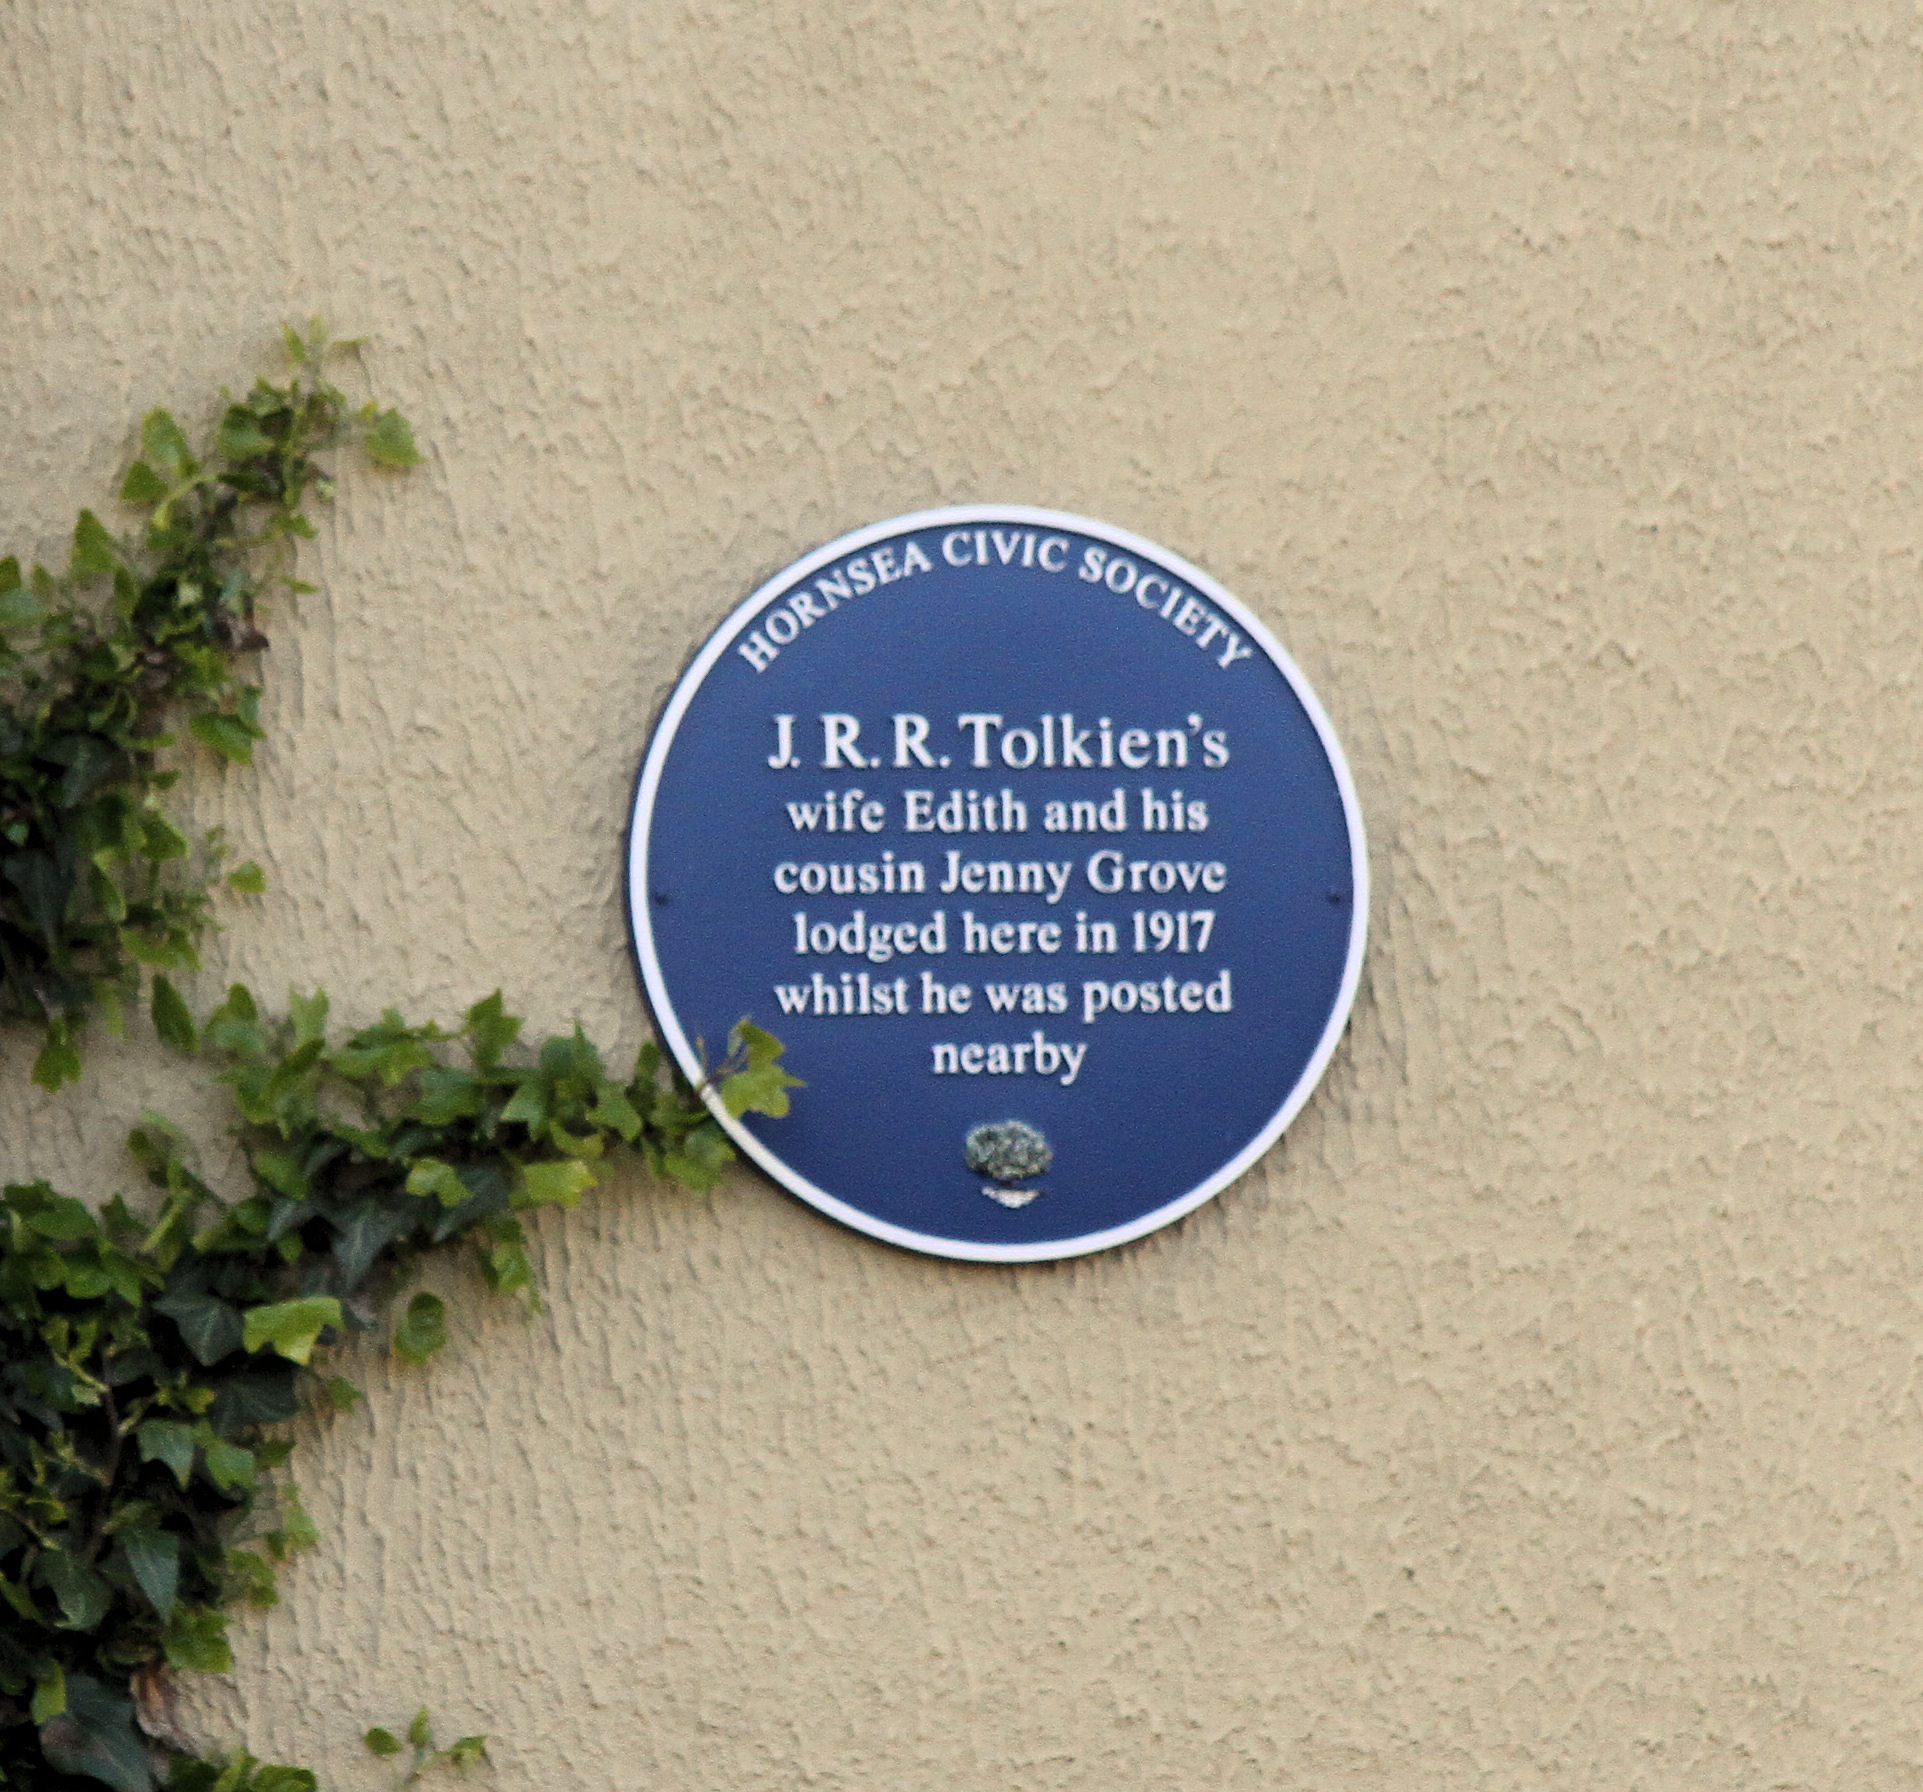 HORNSEA CIVIC SOCIETY
J. R. R. Tolkien's
wife Edith and his
cousin Jenny Grove
lodged here in 1917
whilst he was posted
nearby